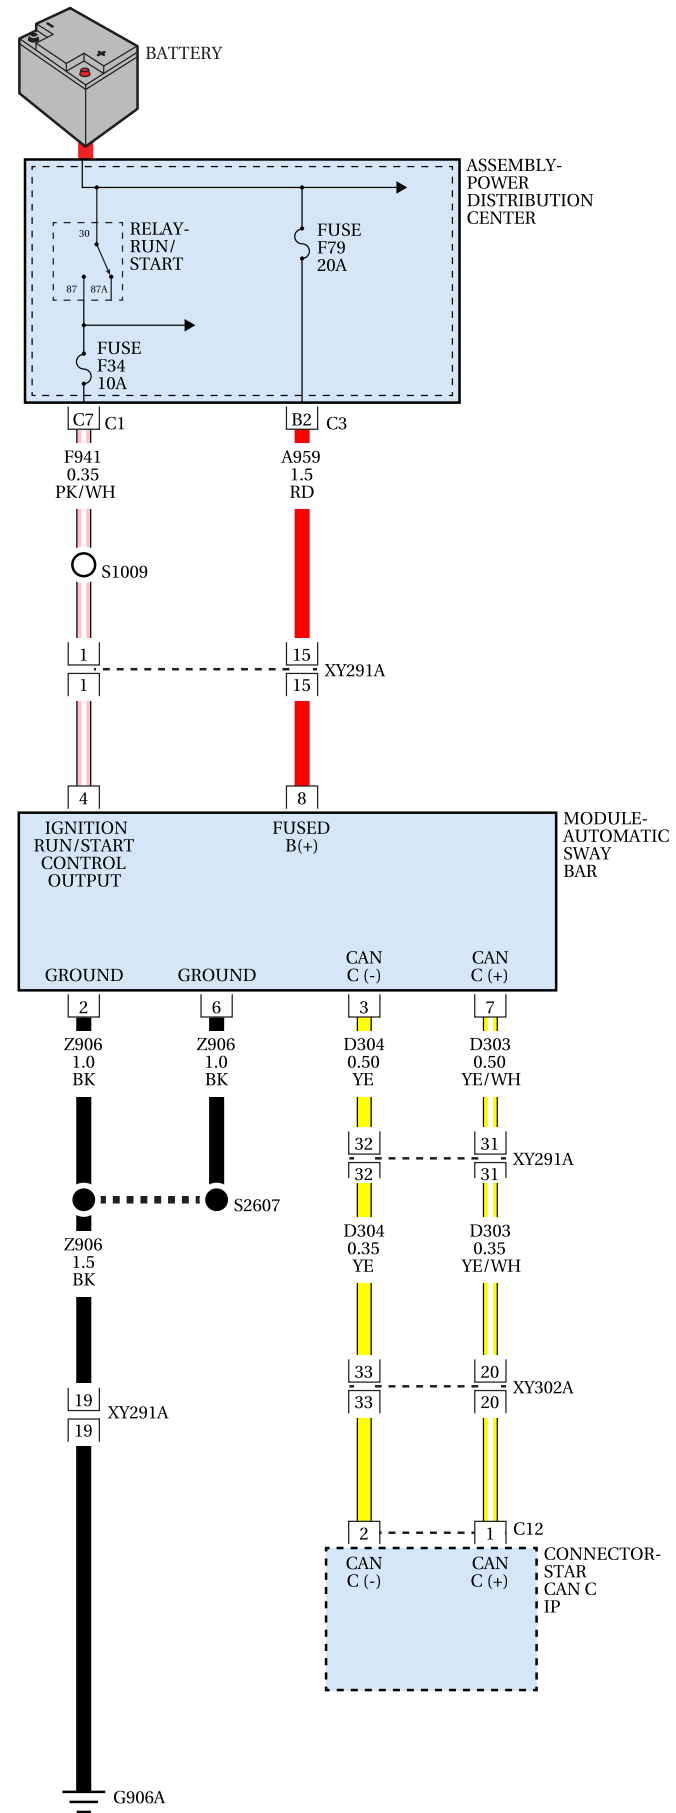 BATTERY
ASSEMBLY-
POWER
DISTRIBUTION
CENTER
30
RELAY-
RUN/
START
87 87A
FUSE
F79
20A
FUSE
F34
10A
C7 C1
B2 C3
F941
0.35
PK/WH
A959
1.5
RD
S1009
1 15
XY291A
1 15
4 8
MODULE-
AUTOMATIC
SWAY
BAR
IGNITION
RUN/START
CONTROL
OUTPUT
FUSED
B(+)
GROUND
GROUND
CAN
C (-)
CAN
C (+)
2 6 3 7
Z906
1.0
BK
Z906
1.0
BK
D304
0.50
YE
D303
0.50
YE/WH
32 31
XY291A
32 31
S2607
Z906
1.5
BK
D304
0.35
YE
D303
0.35
YE/WH
33 20
XY302A
33 20
19
XY291A
19
2 1 C12
CONNECTOR-
STAR
CAN C
IP
CAN
C (-)
CAN
C (+)
G906A